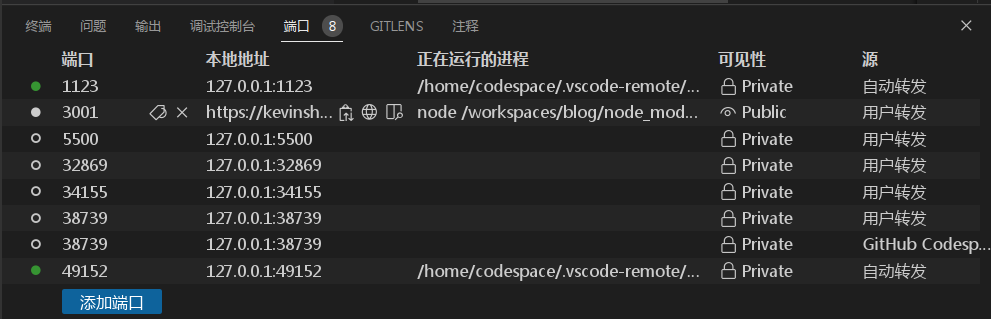 终端 问题 输出 调试控制台 端口 8 GITLENS 注释
端口 本地地址 正在运行的进程 可见性 源
1123 127.0.0.1:1123 /home/codespace/.vscode-remote/... Private 自动转发
3001 https://kevinsh... node /workspaces/blog/node_mod... Public 用户转发
5500 127.0.0.1:5500 Private 用户转发
32869 127.0.0.1:32869 Private 用户转发
34155 127.0.0.1:34155 Private 用户转发
38739 127.0.0.1:38739 Private 用户转发
38739 127.0.0.1:38739 Private GitHub Codesp...
49152 127.0.0.1:49152 /home/codespace/.vscode-remote/... Private 自动转发
添加端口